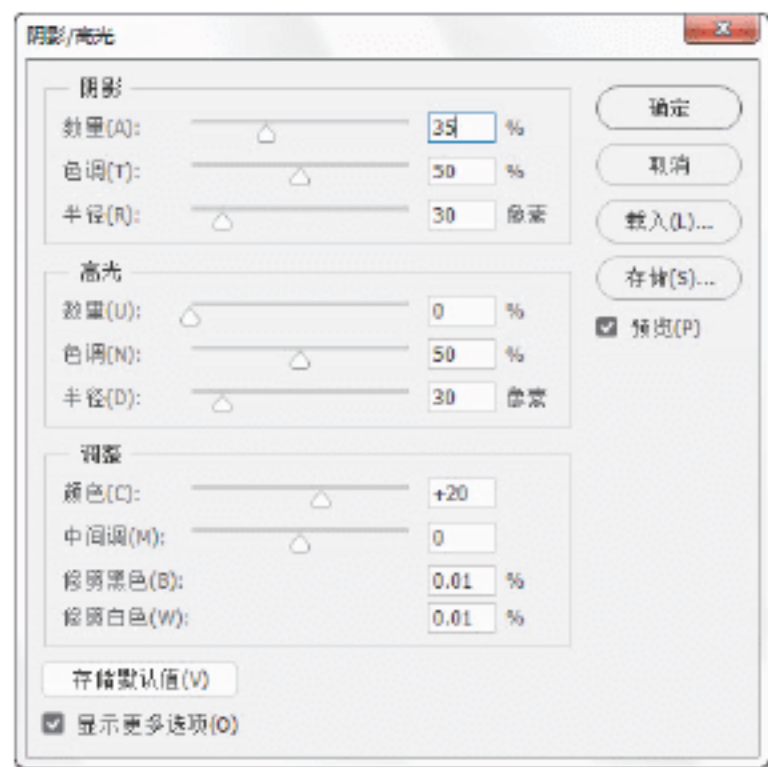 阴影/高光
阴影
数量(A): 35 %
色调(T): 50 %
半径(R): 30 像素
高光
数量(U): 0 %
色调(N): 50 %
半径(D): 30 像素
调整
颜色(C): +20
中间调(M): 0
修剪黑色(B): 0.01 %
修剪白色(W): 0.01 %
存储默认值(V)
显示更多选项(O)
确定
取消
载入(L)...
存储(S)...
预览(P)